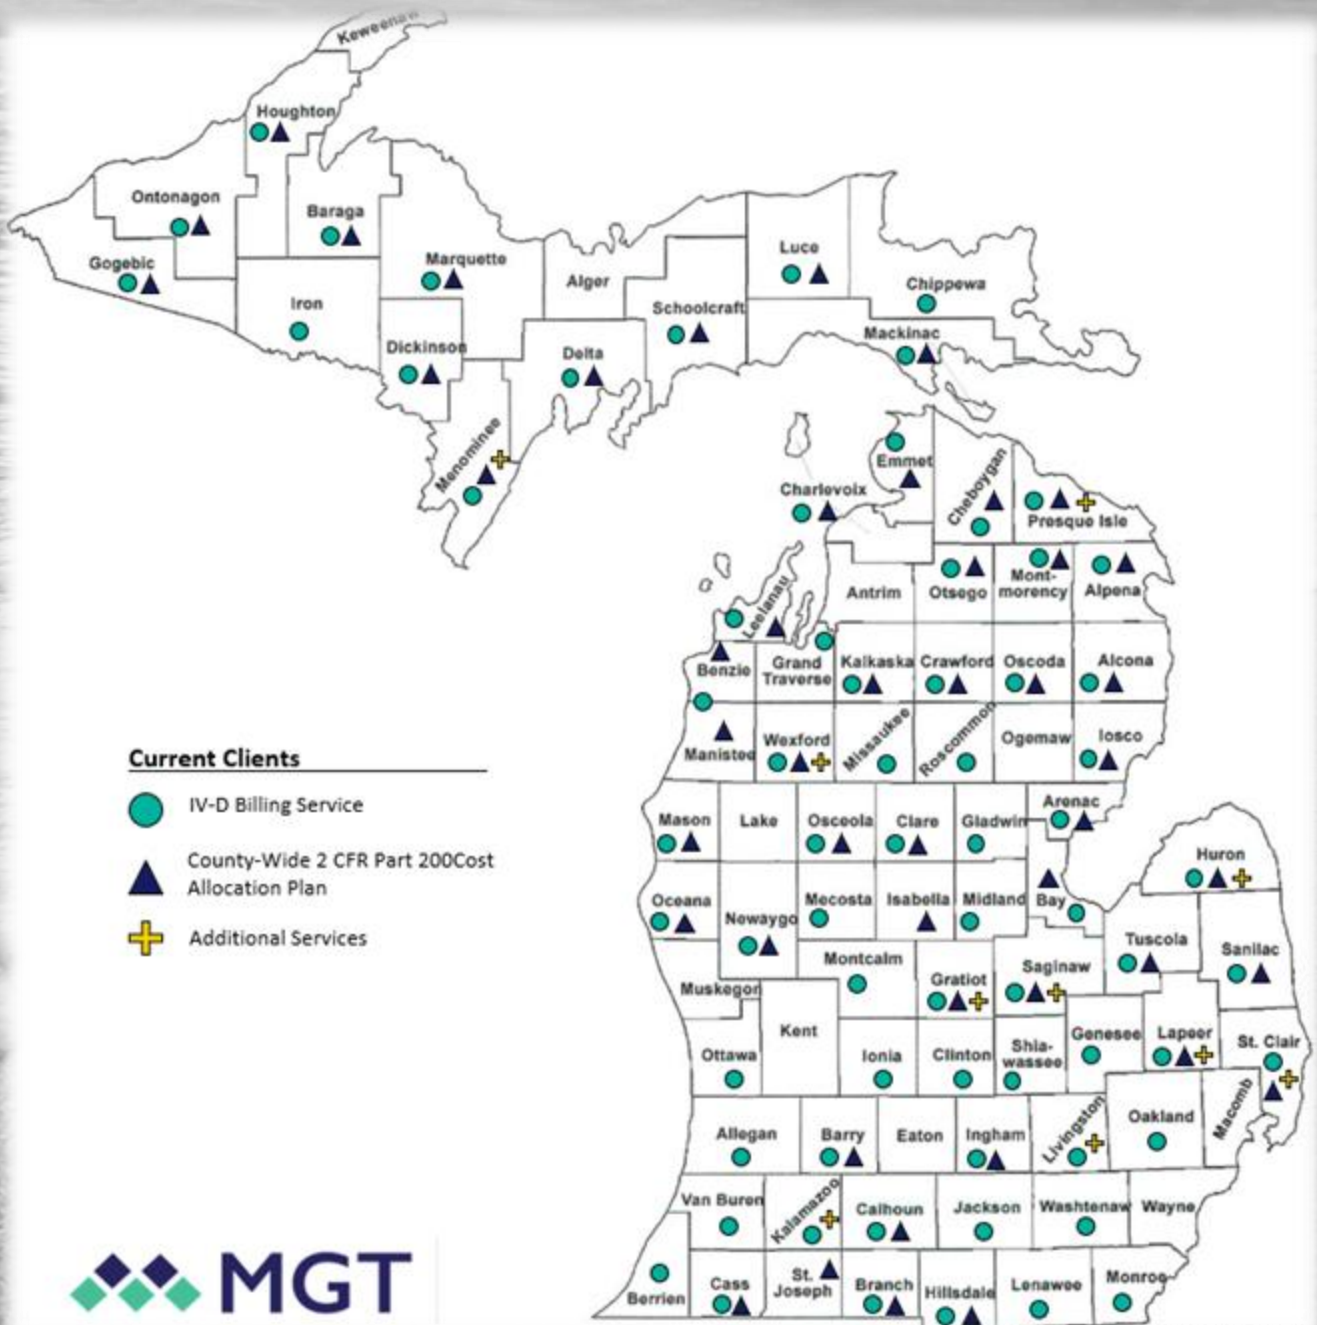 Keweenaw
Houghton
Ontonagon
Baraga
Gogebic
Marquette
Luce
Alger
Chippewa
Iron
Schoolcraft
Mackinac
Dickinson
Delta
Menominee
Emmet
Cheboygan
Charlevoix
Presque Isle
Leelanau
Antrim
Otsego
Mont-
morency
Alpena
Benzie
Grand
Traverse
Kalkaska
Crawford
Oscoda
Alcona
Manistee
Wexford
Missaukee
Roscommon
Ogemaw
Iosco
Current Clients
IV-D Billing Service
County-Wide 2 CFR Part 200Cost
Allocation Plan
Additional Services
Mason
Lake
Osceola
Clare
Gladwin
Arenac
Huron
Oceana
Newaygo
Mecosta
Isabella
Midland
Bay
Tuscola
Sanilac
Montcalm
Gratiot
Saginaw
Muskegon
Kent
Ottawa
Ionia
Clinton
Shia-
wassee
Genesee
Lapeer
St. Clair
Allegan
Barry
Eaton
Ingham
Livingston
Oakland
Macomb
Van Buren
Kalamazoo
Calhoun
Jackson
Washtenaw
Wayne
Berrien
Cass
St.
Joseph
Branch
Hillsdale
Lenawee
Monroe
MGT